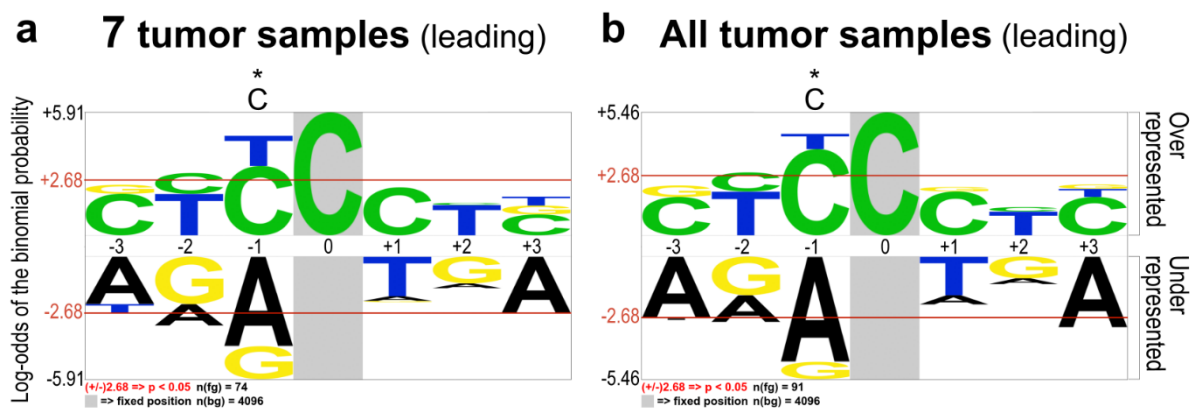 a 7 tumor samples (leading)
*
C
Log-odds of the binomial probability
+5.91
+2.68
-2.68
-5.91
G C
C T
T C
C
C
C T
T G C
-3 -2 -1 0 +1 +2 +3
A T
G A
A G
T A
G A
A
(+/-)2.68 => p < 0.05 n(fg) = 74
=> fixed position n(bg) = 4096
b All tumor samples (leading)
*
C
+5.46
+2.68
-2.68
-5.46
G C
C T
T C
C
G C
C T
G T C
-3 -2 -1 0 +1 +2 +3
A
G A
A G
T A
G A
A
Over
represented
Under
represented
(+/-)2.68 => p < 0.05 n(fg) = 91
=> fixed position n(bg) = 4096